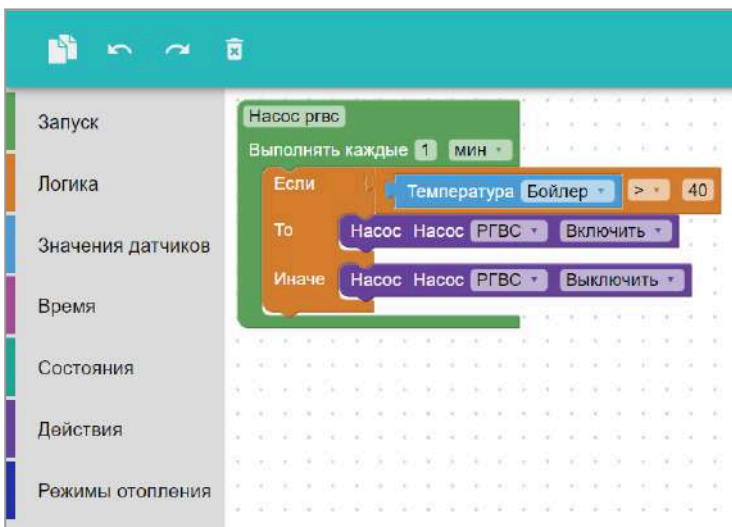 Запуск
Логика
Значения датчиков
Время
Состояния
Действия
Режимы отопления
Насос ргвс
Выполнять каждые 1 мин
Если Температура Бойлер > 40
То Насос Насос РГВС Включить
Иначе Насос Насос РГВС Выключить